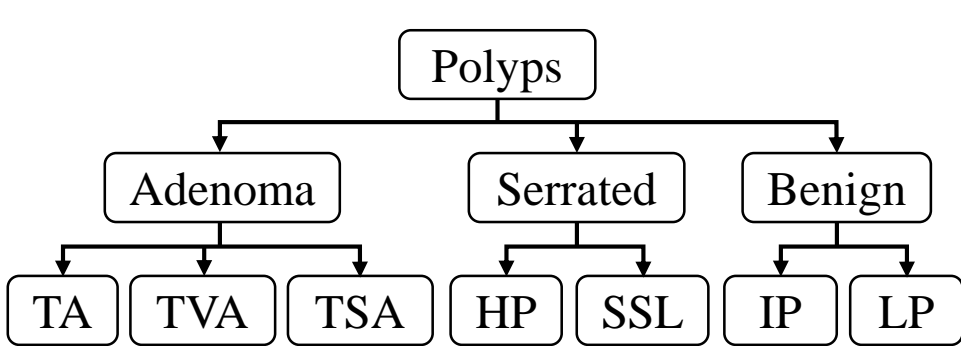 Polyps
Adenoma Serrated Benign
TA TVA TSA HP SSL IP LP